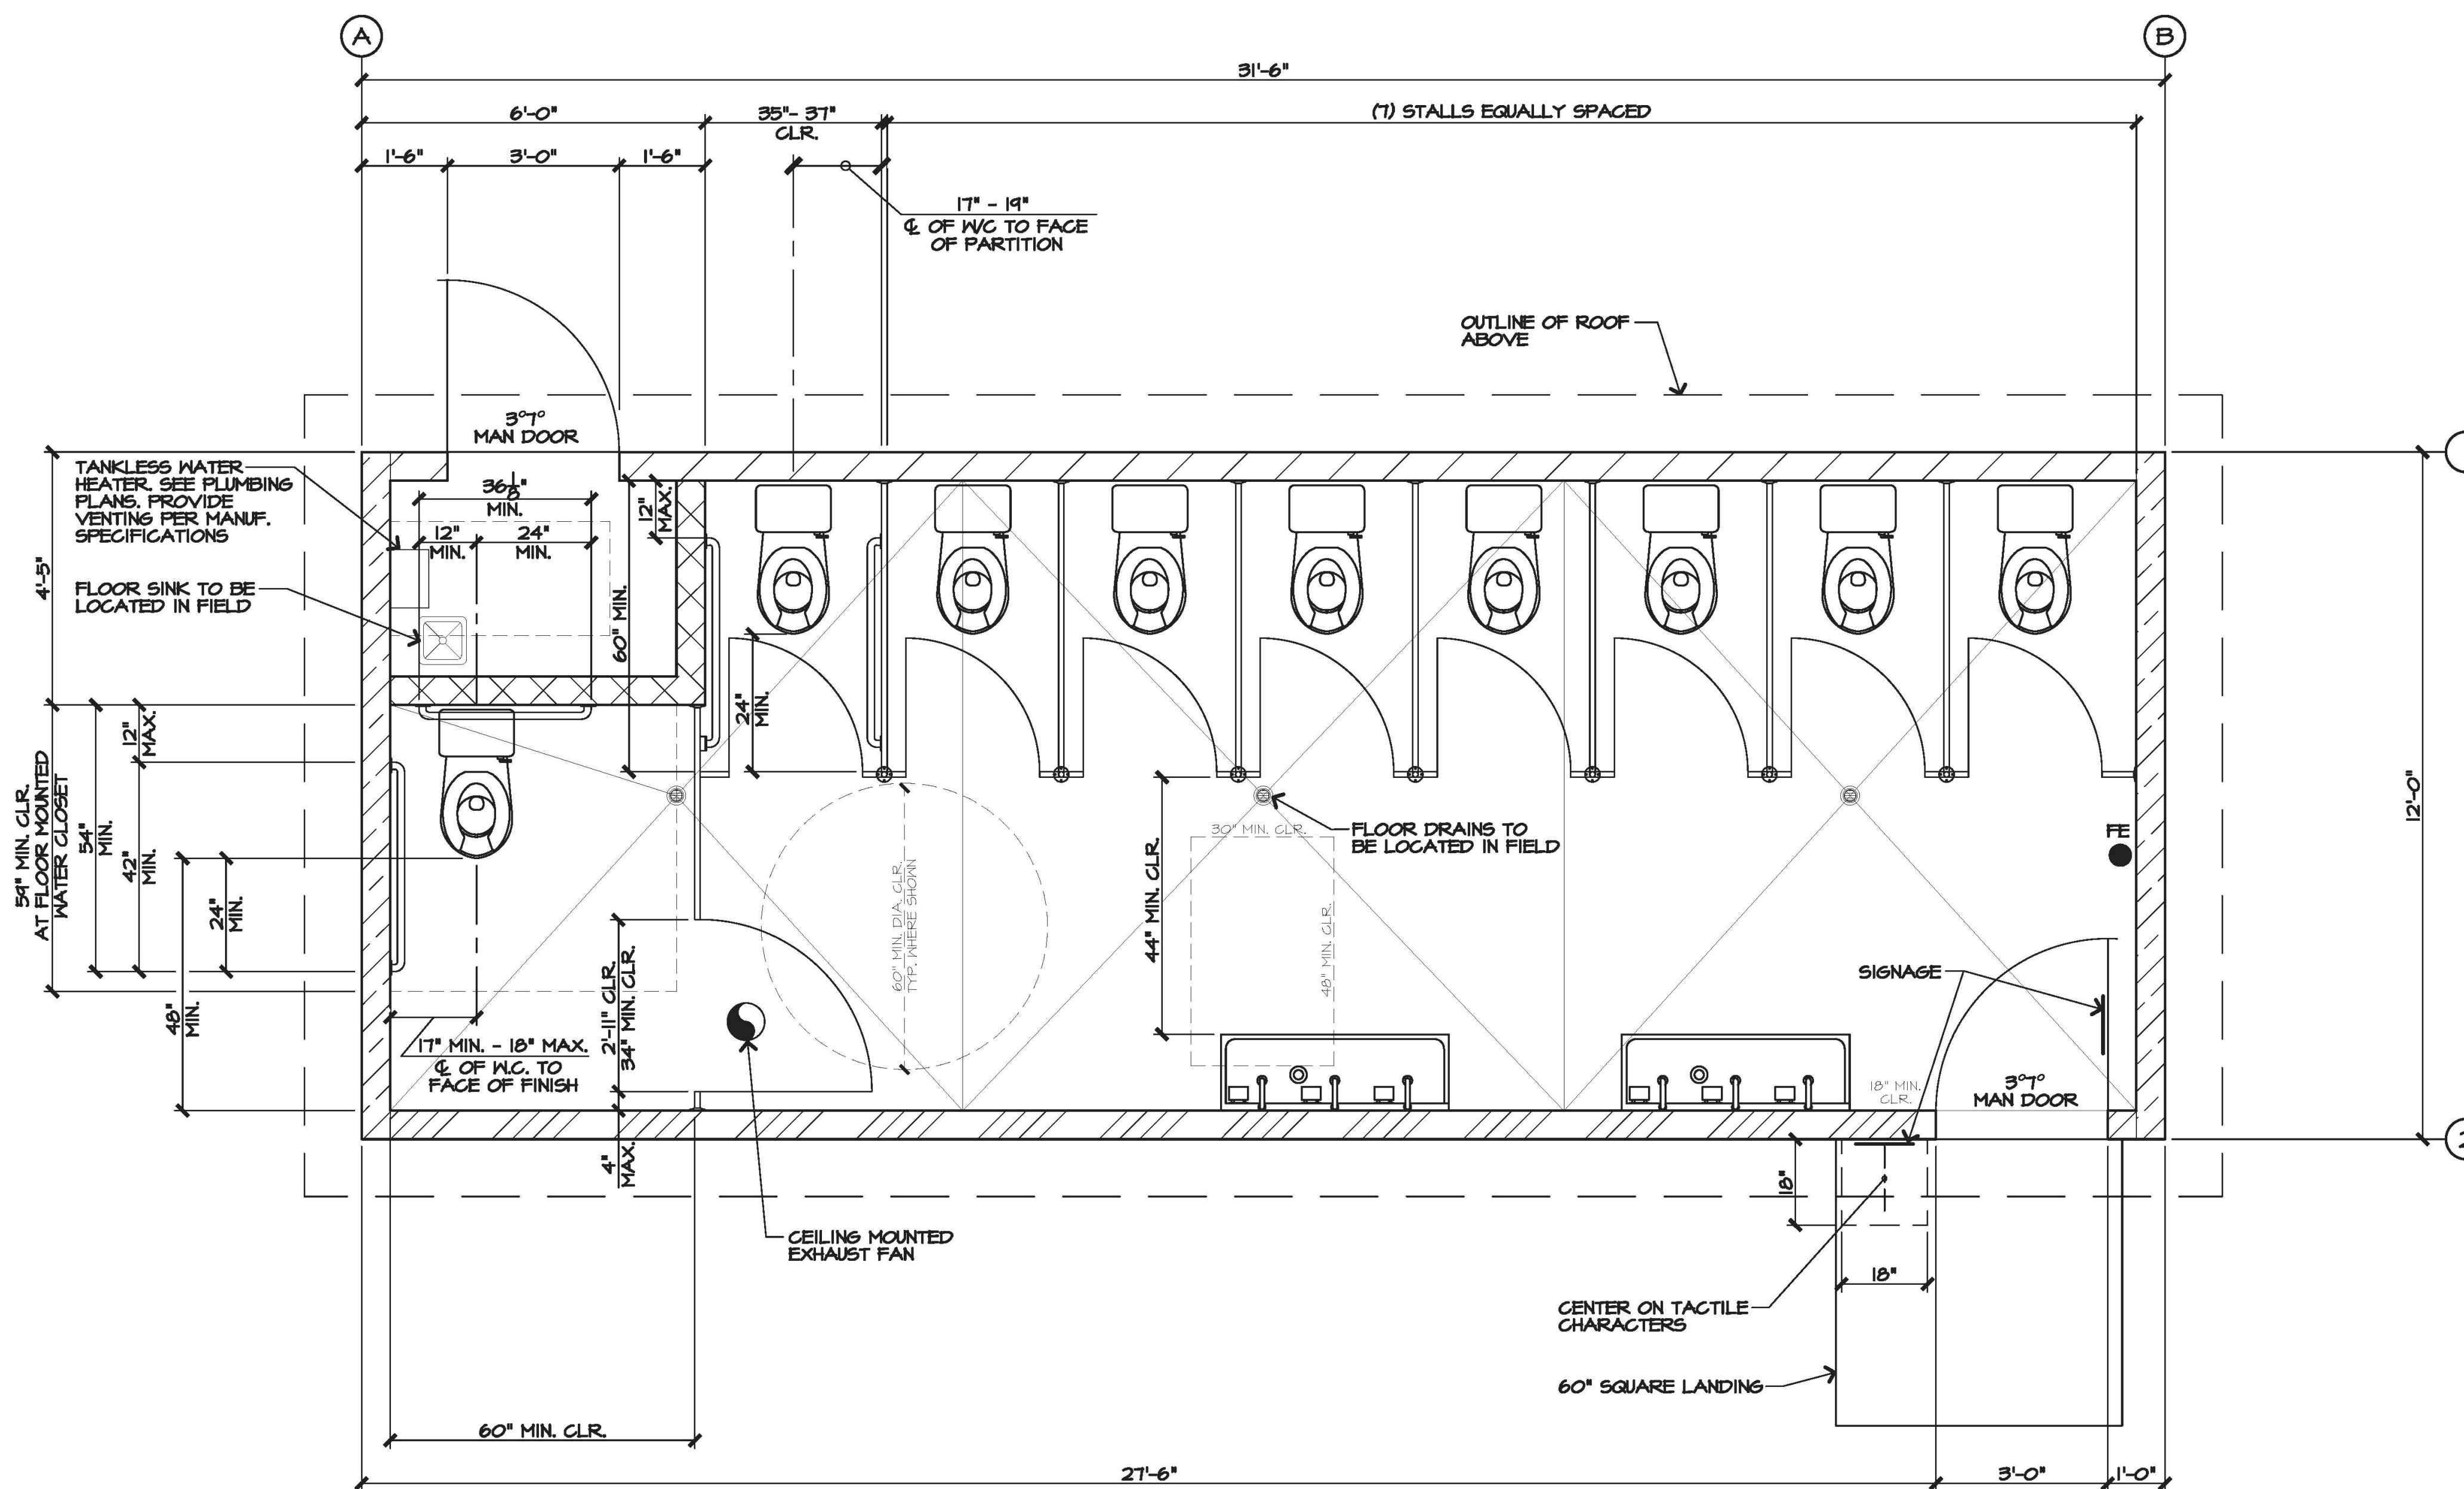 A
B
31'-6"
6'-0"
35"- 37"
CLR.
(7) STALLS EQUALLY SPACED
1'-6"
3'-0"
1'-6"
17" - 19"
℄ OF W/C TO FACE
OF PARTITION
OUTLINE OF ROOF
ABOVE
3⁰7⁰
MAN DOOR
TANKLESS WATER
HEATER. SEE PLUMBING
PLANS. PROVIDE
VENTING PER MANUF.
SPECIFICATIONS
36 1/8"
MIN.
12"
MIN.
24"
MIN.
12"
MAX.
FLOOR SINK TO BE
LOCATED IN FIELD
4'-5"
60" MIN.
24"
MIN.
59" MIN. CLR.
AT FLOOR MOUNTED
WATER CLOSET
54"
MIN.
12"
MAX.
42"
MIN.
24"
MIN.
48"
MIN.
17" MIN. - 18" MAX.
℄ OF W.C. TO
FACE OF FINISH
2'-11" CLR.
34" MIN. CLR.
4"
MAX.
60" MIN. DIA. CLR.
TYP. WHERE SHOWN
44" MIN. CLR.
30" MIN. CLR.
48" MIN. CLR.
FLOOR DRAINS TO
BE LOCATED IN FIELD
FE
12'-0"
SIGNAGE
18" MIN.
CLR.
3⁰7⁰
MAN DOOR
CEILING MOUNTED
EXHAUST FAN
18"
18"
CENTER ON TACTILE
CHARACTERS
60" SQUARE LANDING
60" MIN. CLR.
27'-6"
3'-0"
1'-0"